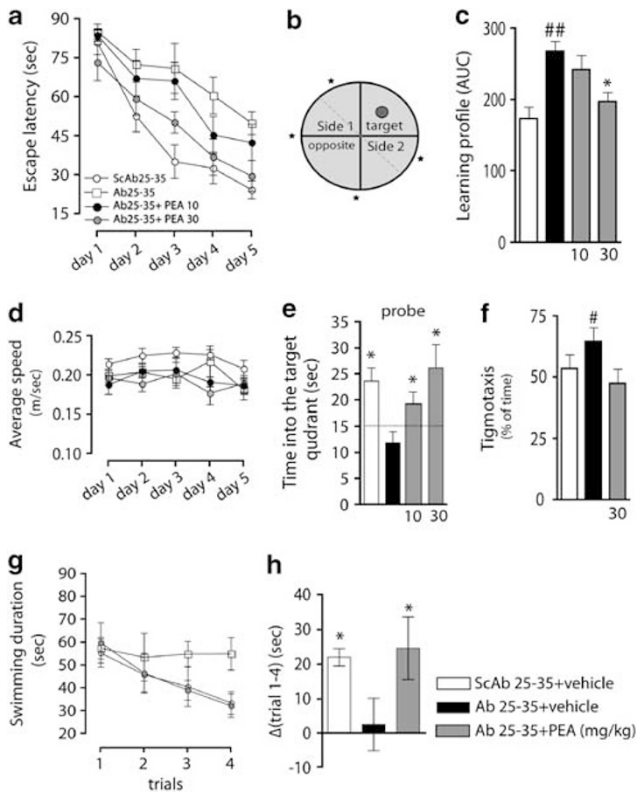 a
Escape latency (sec)
90
75
60
45
30
15
ScAb25-35
Ab25-35
Ab25-35+ PEA 10
Ab25-35+ PEA 30
day 1
day 2
day 3
day 4
day 5
b
Side 1
target
opposite
Side 2
c
Learning profile (AUC)
300
200
100
0
##
*
10
30
d
Average speed
(m/sec)
0.25
0.20
0.15
0.10
day 1
day 2
day 3
day 4
day 5
e
probe
Time into the target
qudrant (sec)
35
30
25
20
15
10
5
0
*
*
*
10
30
f
Tigmotaxis
(% of time)
75
50
25
0
#
30
g
Swimming duration
(sec)
90
80
70
60
50
40
30
20
1
2
3
4
trials
h
Δ(trial 1-4) (sec)
40
30
20
10
0
-10
*
*
ScAb 25-35+vehicle
Ab 25-35+vehicle
Ab 25-35+PEA (mg/kg)